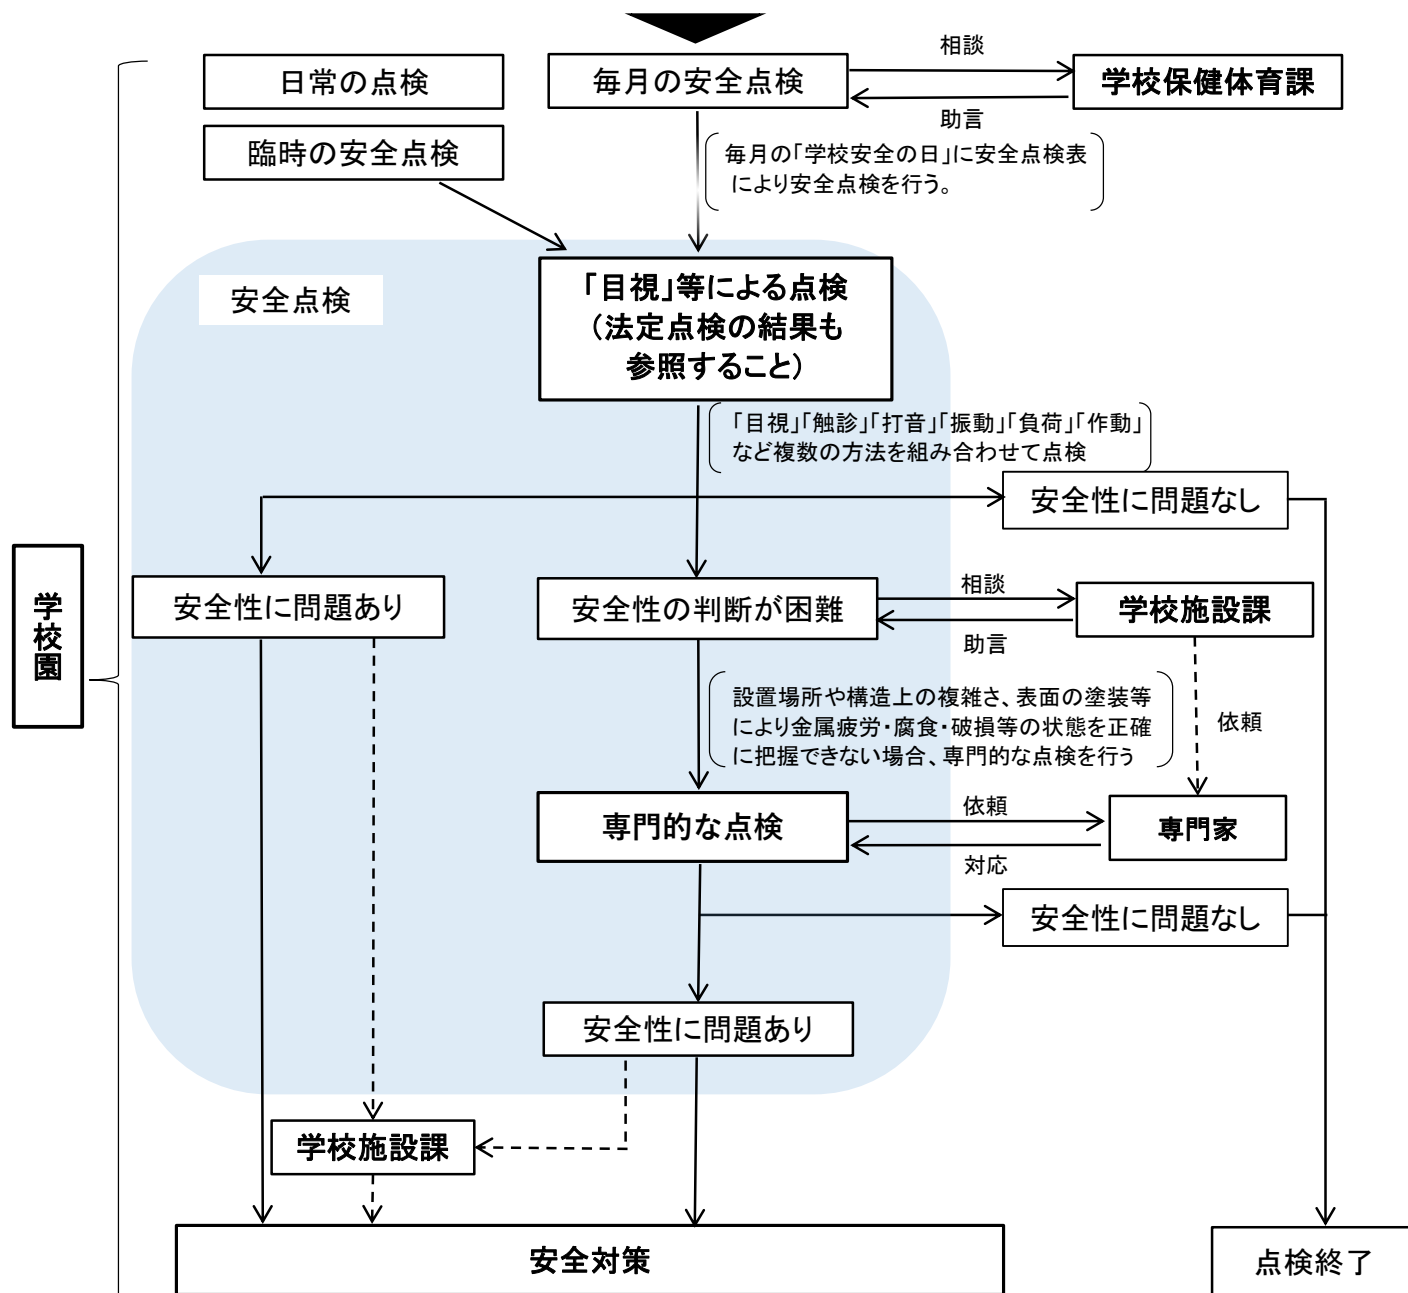 日常の点検
毎月の安全点検
相談
学校保健体育課
助言
臨時の安全点検
毎月の「学校安全の日」に安全点検表
により安全点検を行う。
安全点検
「目視」等による点検
(法定点検の結果も
参照すること)
「目視」「触診」「打音」「振動」「負荷」「作動」
など複数の方法を組み合わせて点検
安全性に問題なし
学校園
安全性に問題あり
安全性の判断が困難
相談
学校施設課
助言
設置場所や構造上の複雑さ、表面の塗装等
により金属疲労・腐食・破損等の状態を正確
に把握できない場合、専門的な点検を行う
依頼
専門的な点検
依頼
専門家
対応
安全性に問題なし
安全性に問題あり
学校施設課
安全対策
点検終了